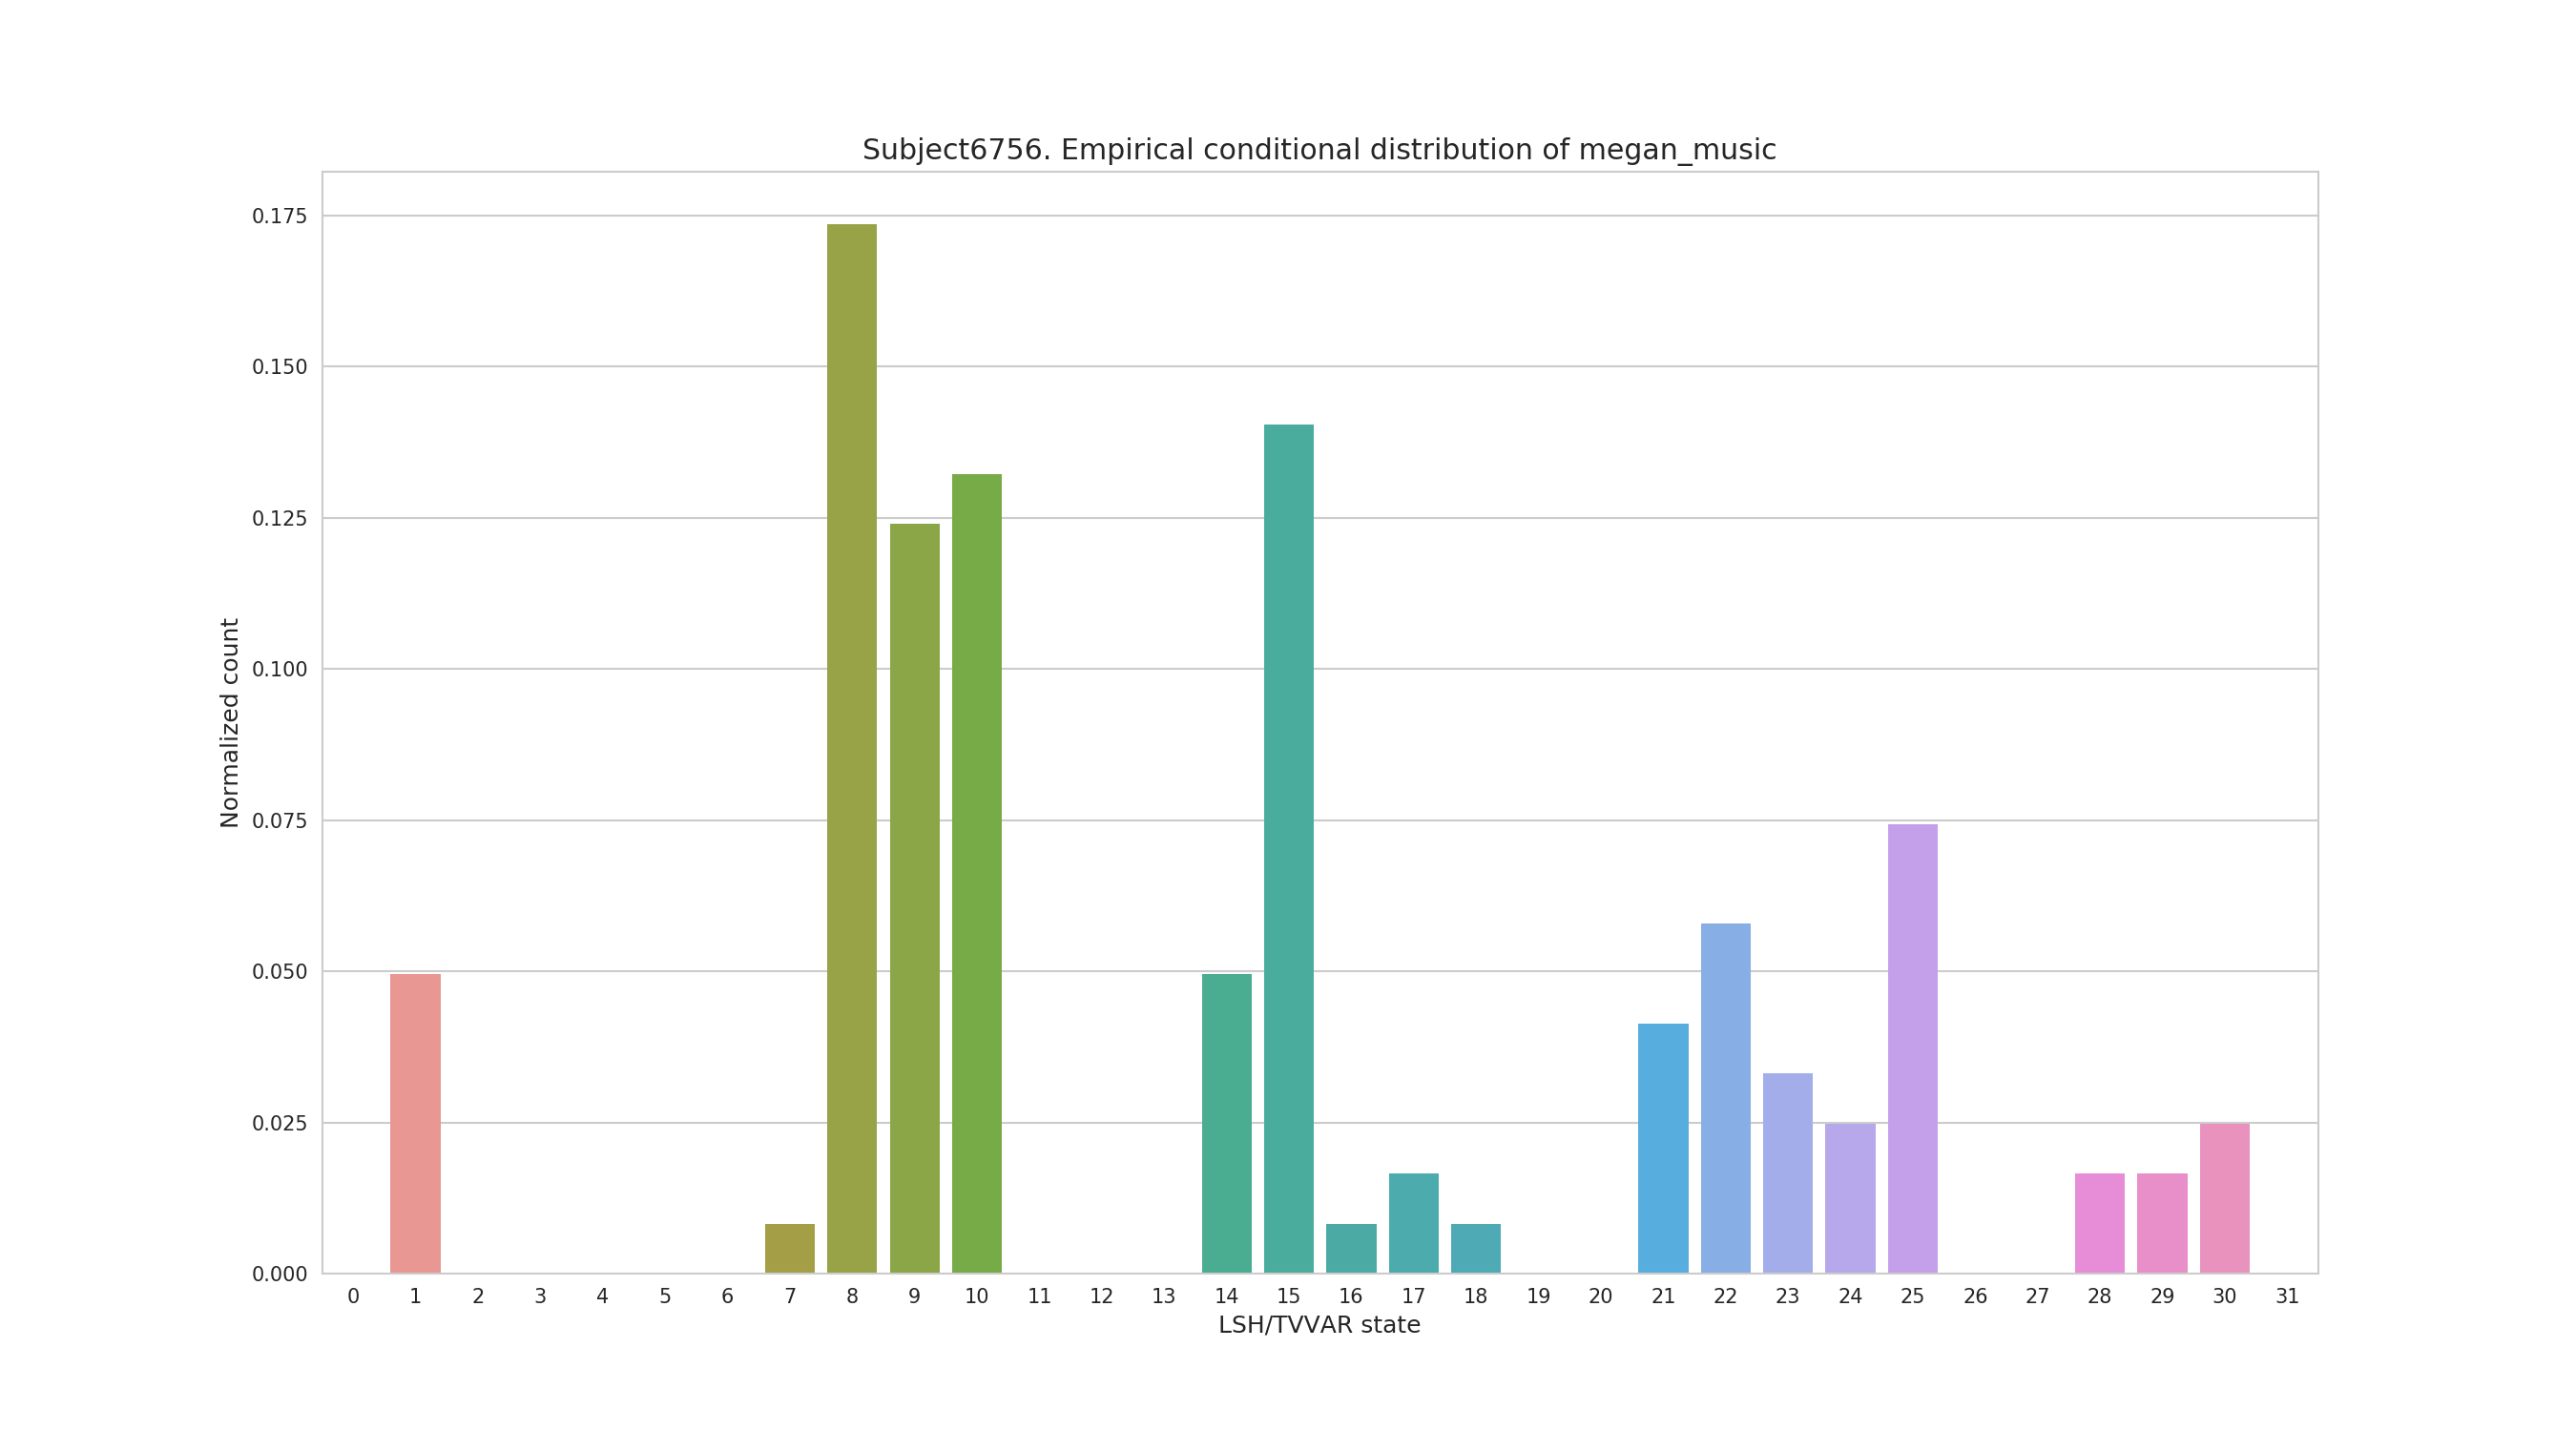 Subject6756. Empirical conditional distribution of megan_music
0.175
0.150
0.125
0.100
0.075
0.050
0.025
0.000
Normalized count
0 1 2 3 4 5 6 7 8 9 10 11 12 13 14 15 16 17 18 19 20 21 22 23 24 25 26 27 28 29 30 31
LSH/TVVAR state